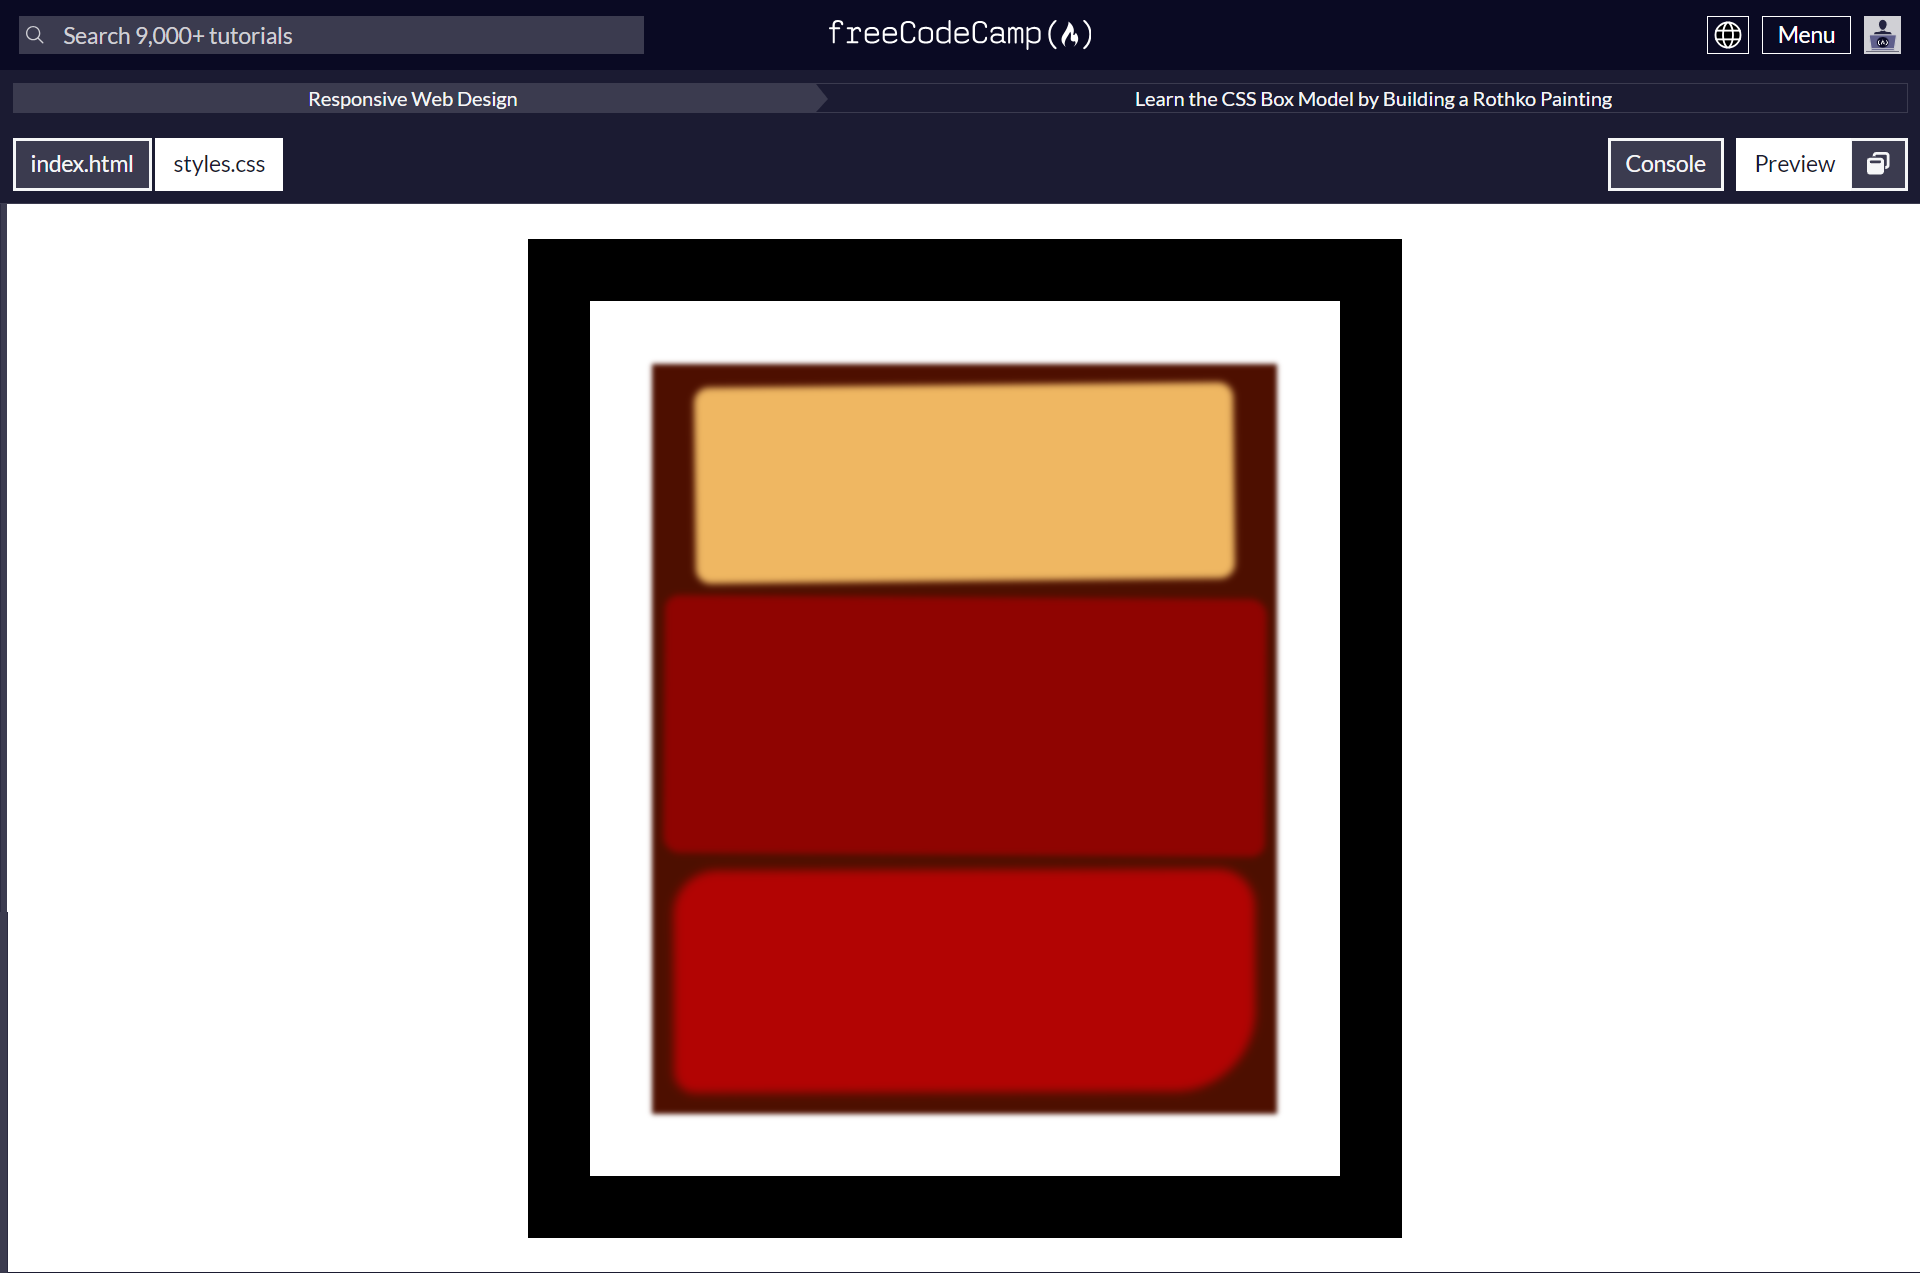 Search 9,000+ tutorials
freeCodeCamp
Menu
Responsive Web Design
Learn the CSS Box Model by Building a Rothko Painting
index.html
styles.css
Console
Preview